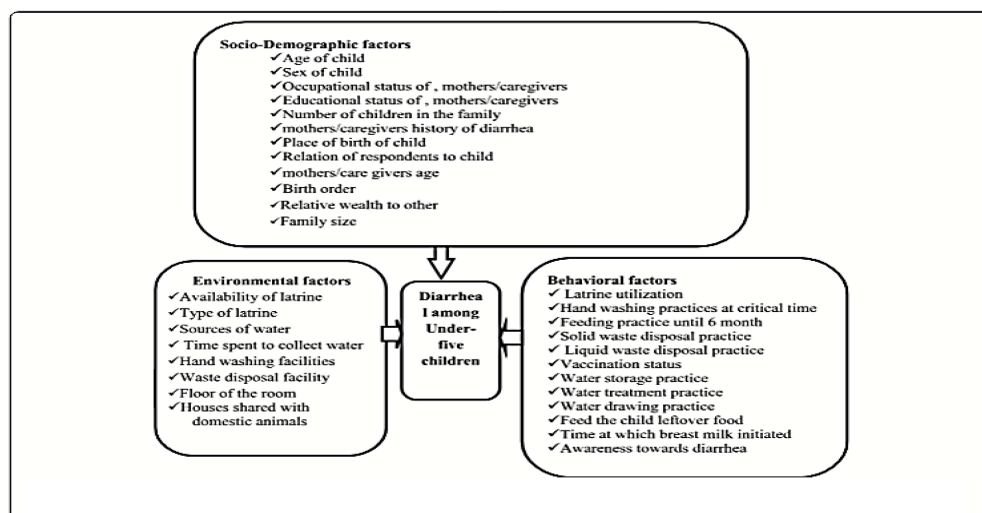 Socio-Demographic factors
✓Age of child
✓Sex of child
✓Occupational status of , mothers/caregivers
✓Educational status of , mothers/caregivers
✓Number of children in the family
✓mothers/caregivers history of diarrhea
✓Place of birth of child
✓Relation of respondents to child
✓mothers/care givers age
✓Birth order
✓Relative wealth to other
✓Family size
Environmental factors
✓Availability of latrine
✓Type of latrine
✓Sources of water
✓ Time spent to collect water
✓Hand washing facilities
✓Waste disposal facility
✓Floor of the room
✓Houses shared with
domestic animals
Diarrhea
l among
Under-
five
children
Behavioral factors
✓ Latrine utilization
✓Hand washing practices at critical time
✓Feeding practice until 6 month
✓Solid waste disposal practice
✓ Liquid waste disposal practice
✓Vaccination status
✓Water storage practice
✓Water treatment practice
✓Water drawing practice
✓Feed the child leftover food
✓Time at which breast milk initiated
✓Awareness towards diarrhea